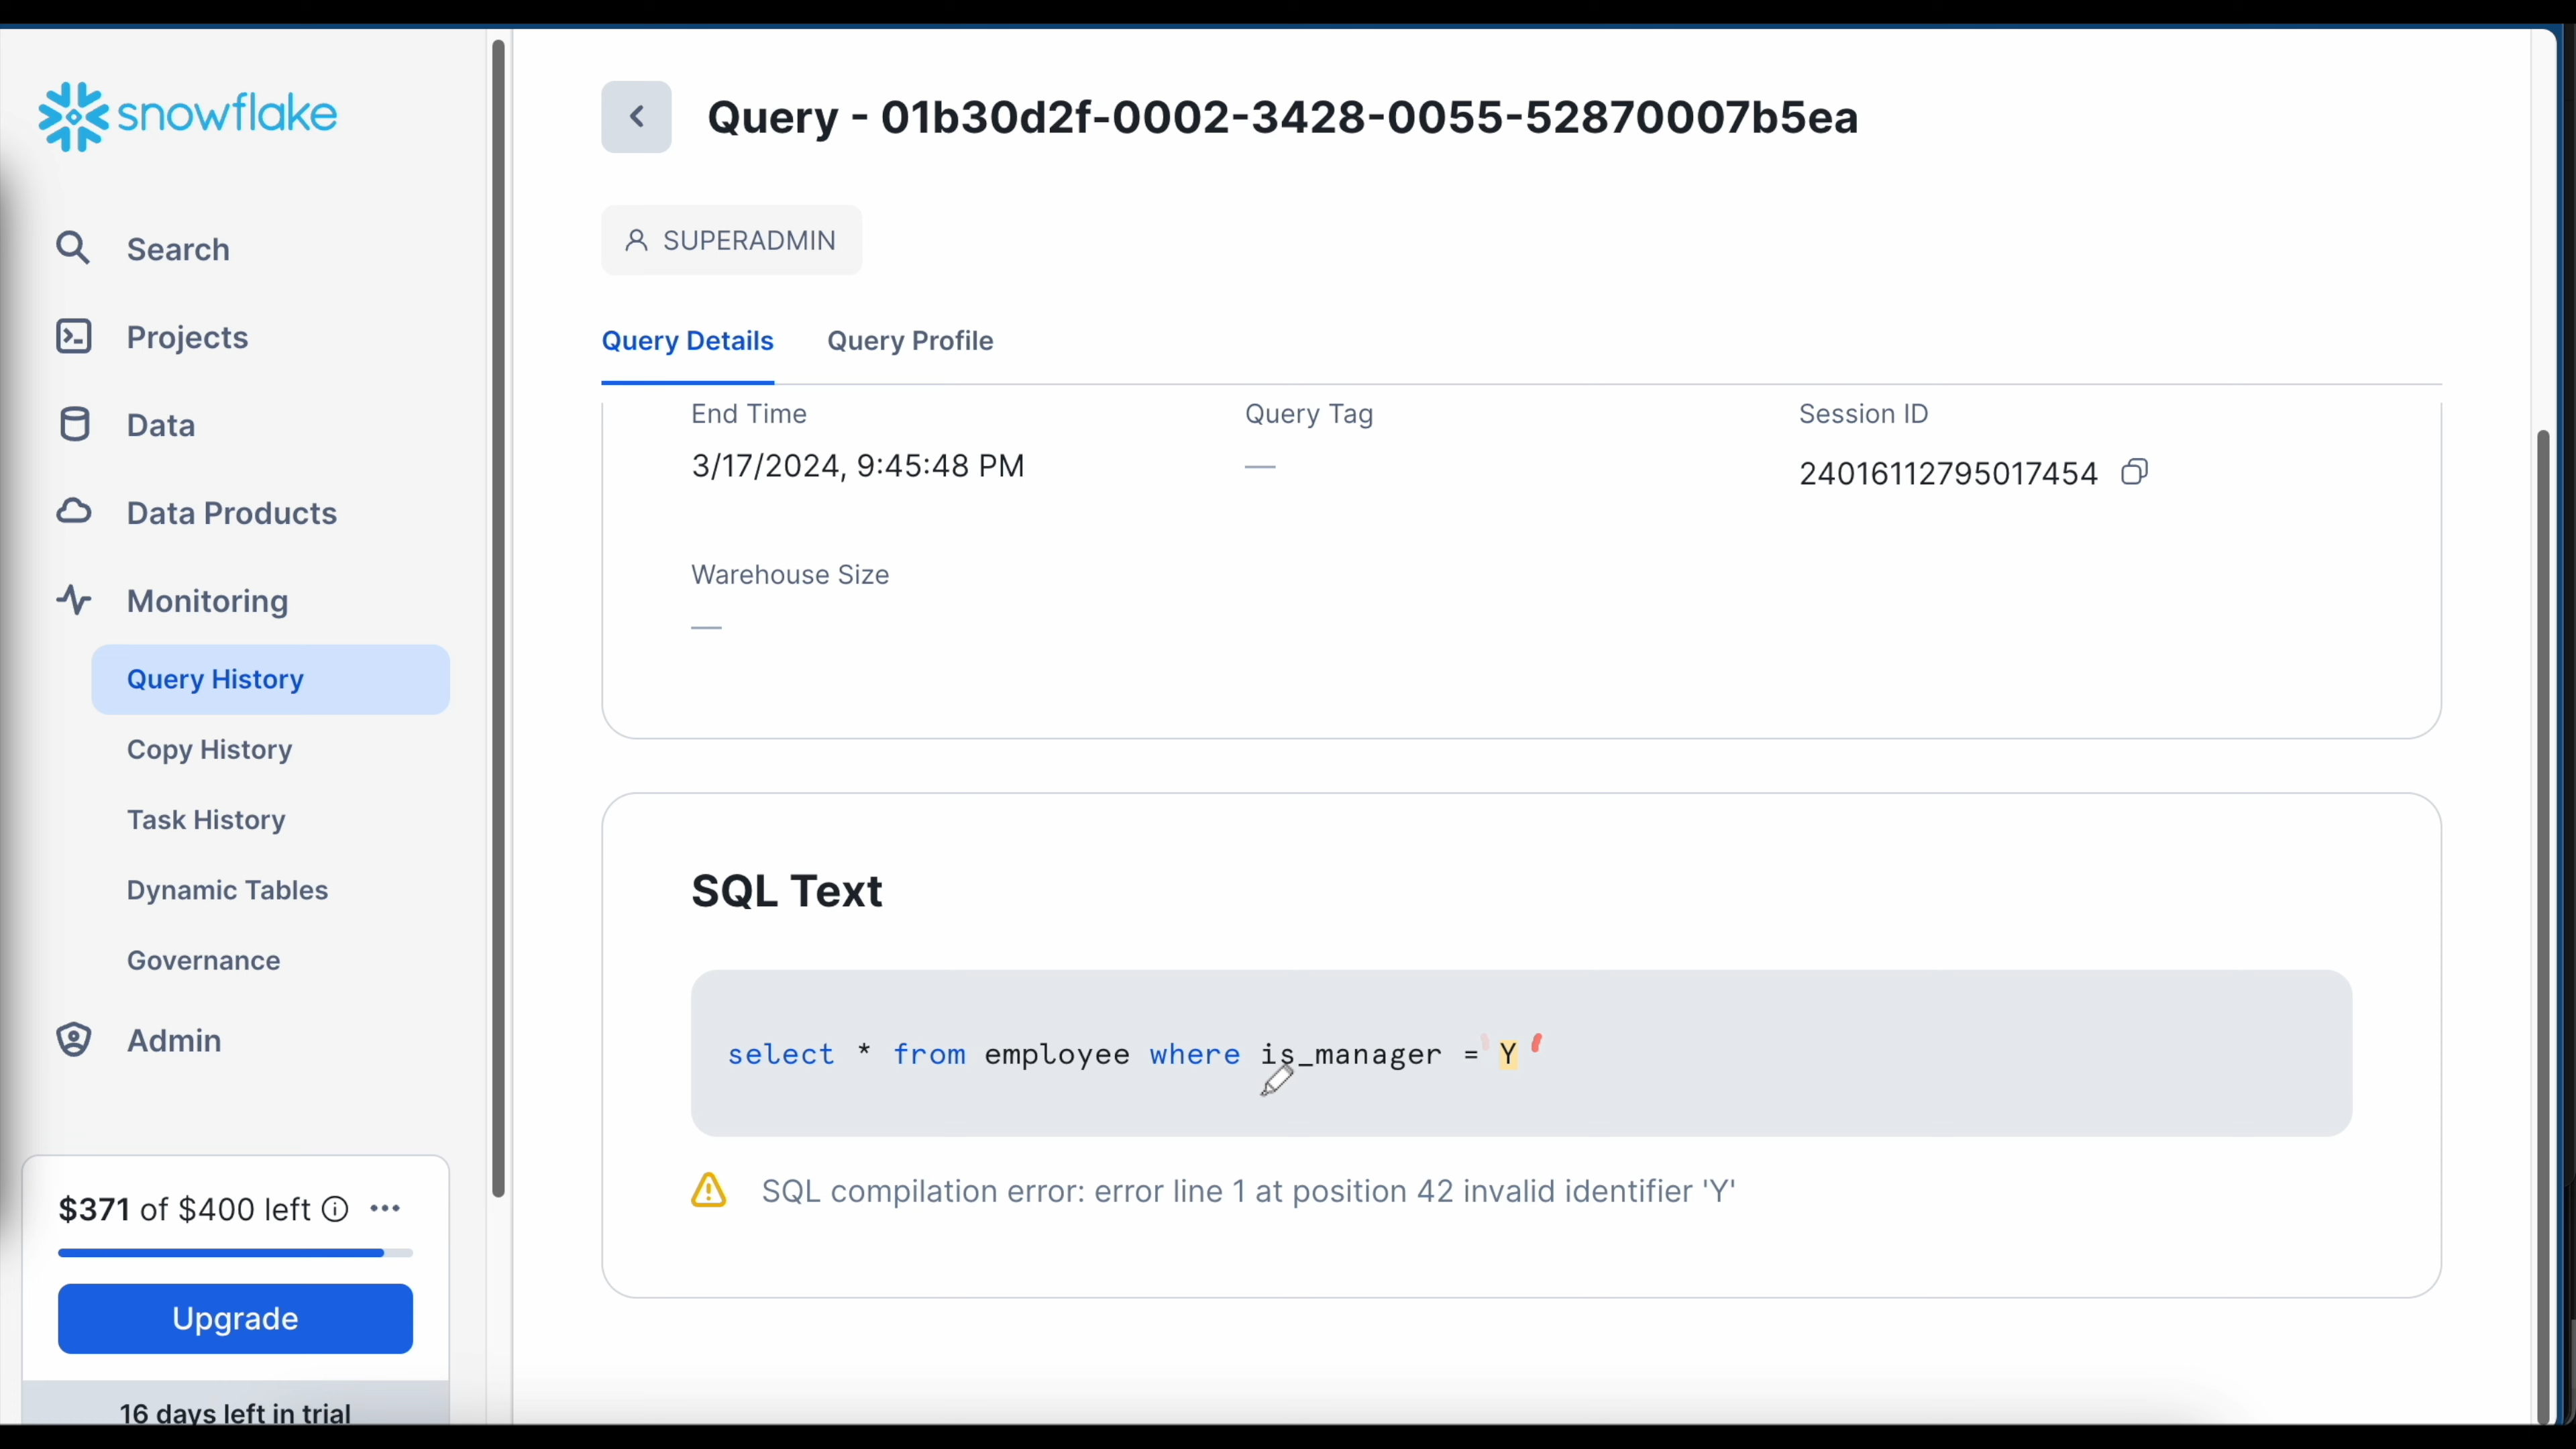 snowflake
Search
Projects
Data
Data Products
Monitoring
Query History
Copy History
Task History
Dynamic Tables
Governance
Admin
$371 of $400 left
Upgrade
16 days left in trial
Query - 01b30d2f-0002-3428-0055-52870007b5ea
SUPERADMIN
Query Details Query Profile
End Time Query Tag Session ID
3/17/2024, 9:45:48 PM — 24016112795017454
Warehouse Size
—
SQL Text
select * from employee where is_manager =' Y '
SQL compilation error: error line 1 at position 42 invalid identifier 'Y'